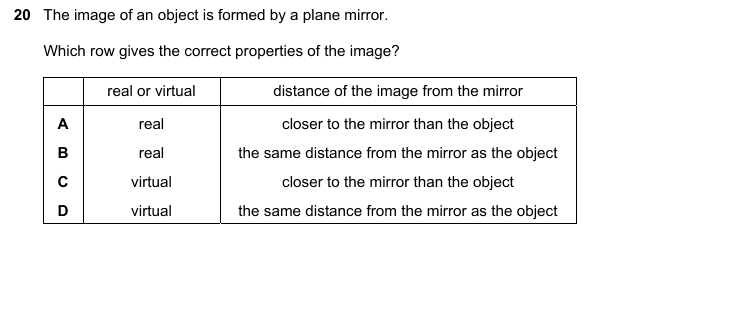 20 The image of an object is formed by a plane mirror.
Which row gives the correct properties of the image?
real or virtual distance of the image from the mirror
A real closer to the mirror than the object
B real the same distance from the mirror as the object
C virtual closer to the mirror than the object
D virtual the same distance from the mirror as the object